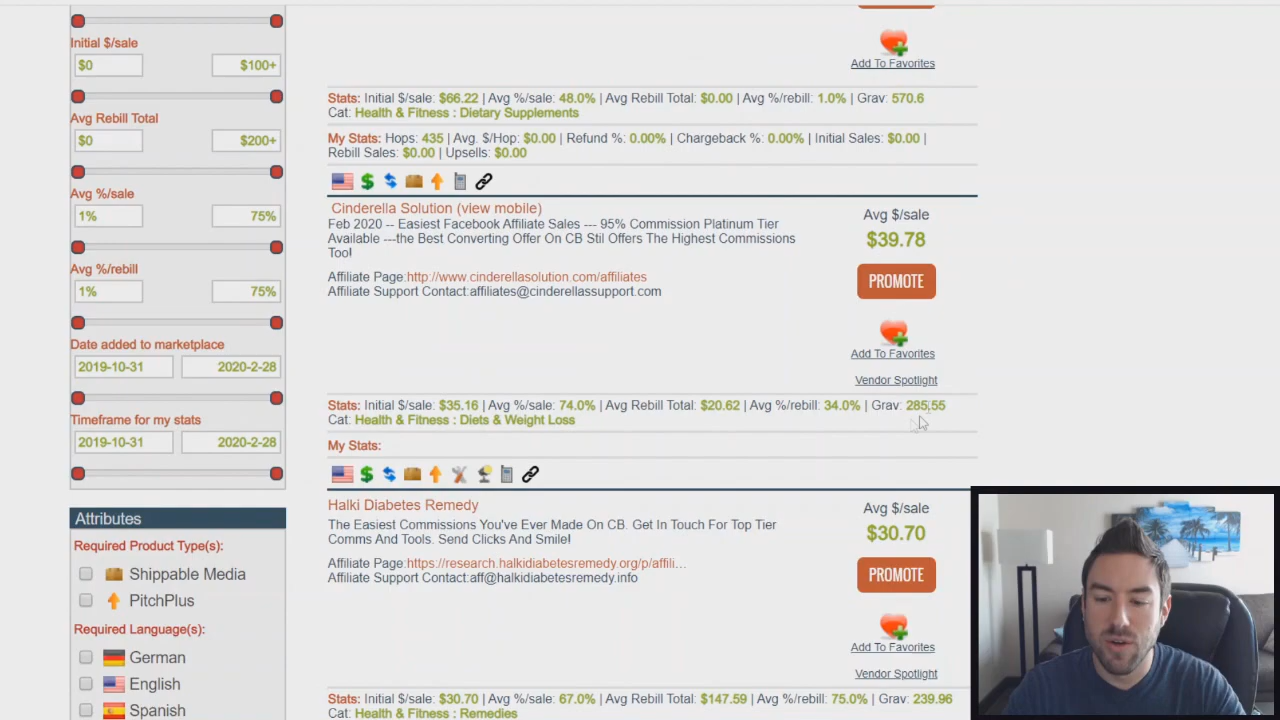 Initial $/sale
$0 $100+
Avg Rebill Total
$0 $200+
Avg %/sale
1% 75%
Avg %/rebill
1% 75%
Date added to marketplace
2019-10-31 2020-2-28
Timeframe for my stats
2019-10-31 2020-2-28
Attributes
Required Product Type(s):
Shippable Media
PitchPlus
Required Language(s):
German
English
Spanish
Add To Favorites
Stats: Initial $/sale: $66.22 | Avg %/sale: 48.0% | Avg Rebill Total: $0.00 | Avg %/rebill: 1.0% | Grav: 570.6
Cat: Health & Fitness : Dietary Supplements
My Stats: Hops: 435 | Avg. $/Hop: $0.00 | Refund %: 0.00% | Chargeback %: 0.00% | Initial Sales: $0.00 |
Rebill Sales: $0.00 | Upsells: $0.00
Cinderella Solution (view mobile)
Feb 2020 -- Easiest Facebook Affiliate Sales --- 95% Commission Platinum Tier
Available ---the Best Converting Offer On CB Stil Offers The Highest Commissions
Too!
Affiliate Page:http://www.cinderellasolution.com/affiliates
Affiliate Support Contact:affiliates@cinderellassupport.com
Avg $/sale
$39.78
PROMOTE
Add To Favorites
Vendor Spotlight
Stats: Initial $/sale: $35.16 | Avg %/sale: 74.0% | Avg Rebill Total: $20.62 | Avg %/rebill: 34.0% | Grav: 285.55
Cat: Health & Fitness : Diets & Weight Loss
My Stats:
Halki Diabetes Remedy
The Easiest Commissions You've Ever Made On CB. Get In Touch For Top Tier
Comms And Tools. Send Clicks And Smile!
Affiliate Page:https://research.halkidiabetesremedy.org/p/affili...
Affiliate Support Contact:aff@halkidiabetesremedy.info
Avg $/sale
$30.70
PROMOTE
Add To Favorites
Vendor Spotlight
Stats: Initial $/sale: $30.70 | Avg %/sale: 67.0% | Avg Rebill Total: $147.59 | Avg %/rebill: 75.0% | Grav: 239.96
Cat: Health & Fitness : Remedies